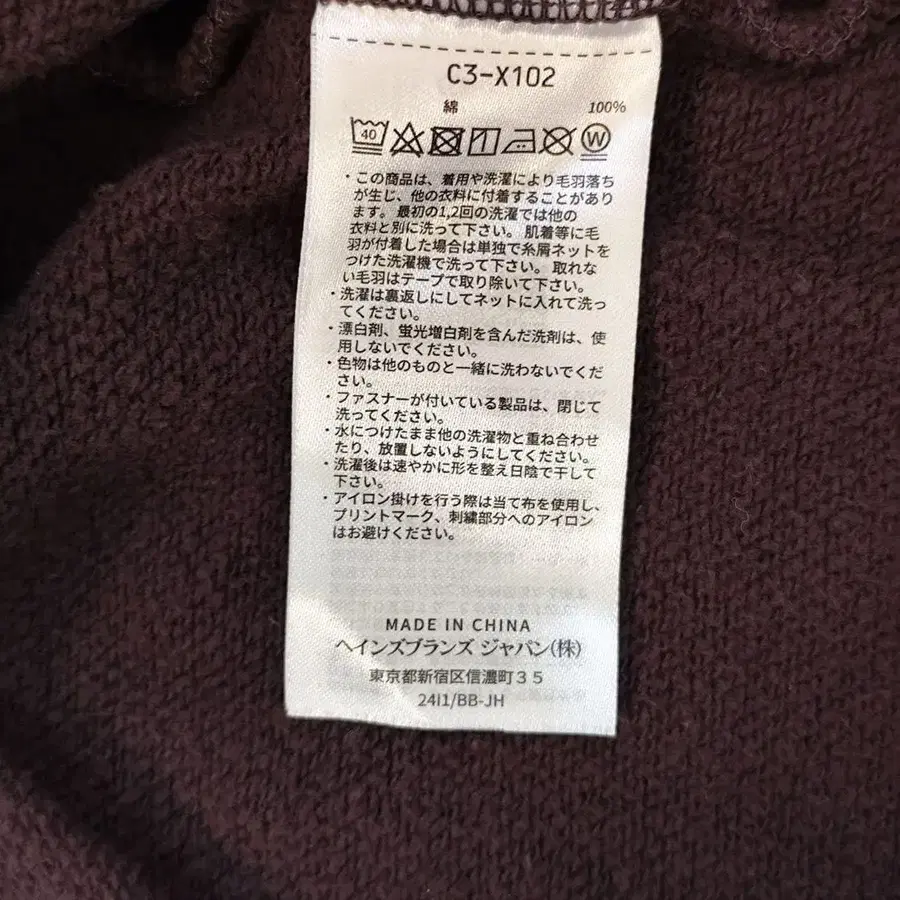 C3-X102
綿 100%
40 W
・この商品は、着用や洗濯により毛羽落ち
が生じ、他の衣料に付着することがあり
ます。最初の1,2回の洗濯では他の
衣料と別に洗って下さい。肌着等に毛
羽が付着した場合は単独で糸屑ネットを
つけた洗濯機で洗って下さい。取れな
い毛羽はテープで取り除いて下さい。
・洗濯は裏返しにしてネットに入れて洗っ
てください。
・漂白剤、蛍光増白剤を含んだ洗剤は、使
用しないでください。
・色物は他のものと一緒に洗わないでくだ
さい。
・ファスナーが付いている製品は、閉じて
洗ってください。
・水につけたまま他の洗濯物と重ね合わせ
たり、放置しないようにしてください。
・洗濯後は速やかに形を整え日陰で干して
下さい。
・アイロン掛けを行う際は当て布を使用し、
プリントマーク、刺繍部分へのアイロン
はお避けください。
MADE IN CHINA
ヘインズブランズ ジャパン(株)
東京都新宿区信濃町35
24I1/BB-JH